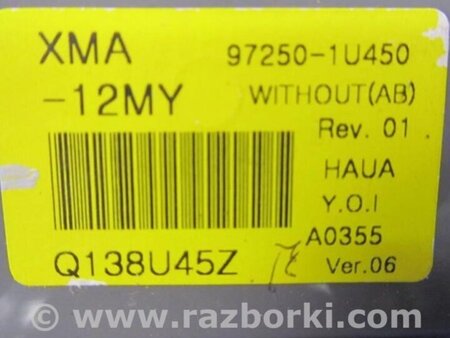 XMA 97250-1U450
-12MY WITHOUT(AB)
Rev. 01
HAUA
Y.O.I
A0355
Q138U45Z Ver.06
© www.razborki.com